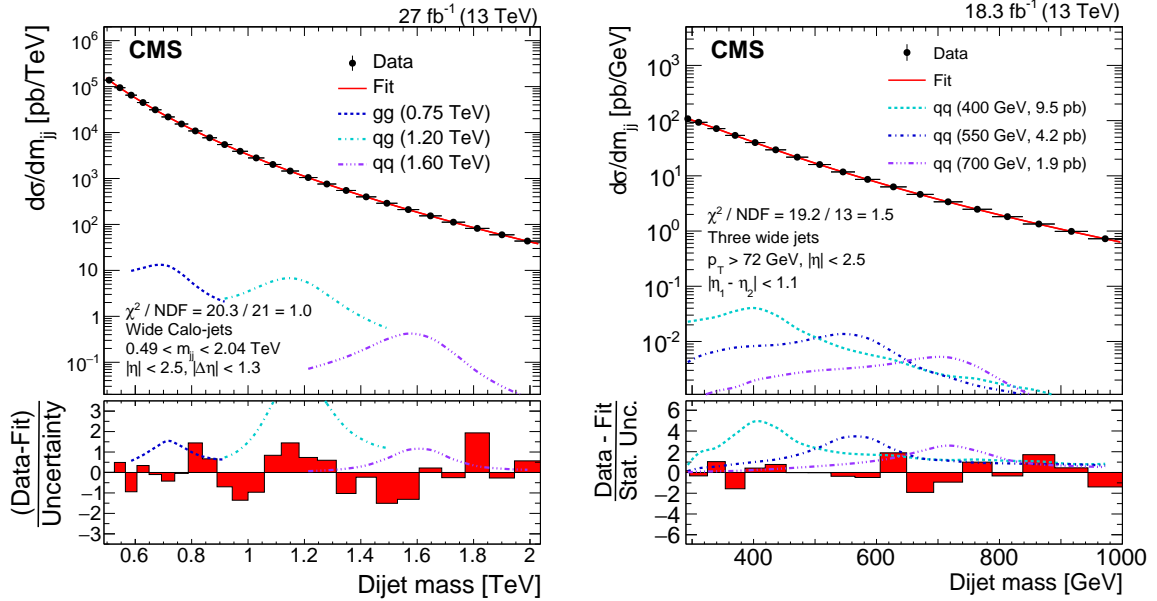 27 fb⁻¹ (13 TeV)
CMS
Data
Fit
gg (0.75 TeV)
qg (1.20 TeV)
qq (1.60 TeV)
dσ/dm_jj [pb/TeV]
10⁶
10⁵
10⁴
10³
10²
10
1
10⁻¹
χ² / NDF = 20.3 / 21 = 1.0
Wide Calo-jets
0.49 < m_jj < 2.04 TeV
|η| < 2.5, |Δη| < 1.3
(Data-Fit)
Uncertainty
3
2
1
0
−1
−2
−3
0.6 0.8 1 1.2 1.4 1.6 1.8 2
Dijet mass [TeV]
18.3 fb⁻¹ (13 TeV)
CMS
Data
Fit
qq (400 GeV, 9.5 pb)
qq (550 GeV, 4.2 pb)
qq (700 GeV, 1.9 pb)
dσ/dm_jj [pb/GeV]
10³
10²
10
1
10⁻¹
10⁻²
χ² / NDF = 19.2 / 13 = 1.5
Three wide jets
p_T > 72 GeV, |η| < 2.5
|η₁ - η₂| < 1.1
Data - Fit
Stat. Unc.
6
4
2
0
−2
−4
−6
400 600 800 1000
Dijet mass [GeV]